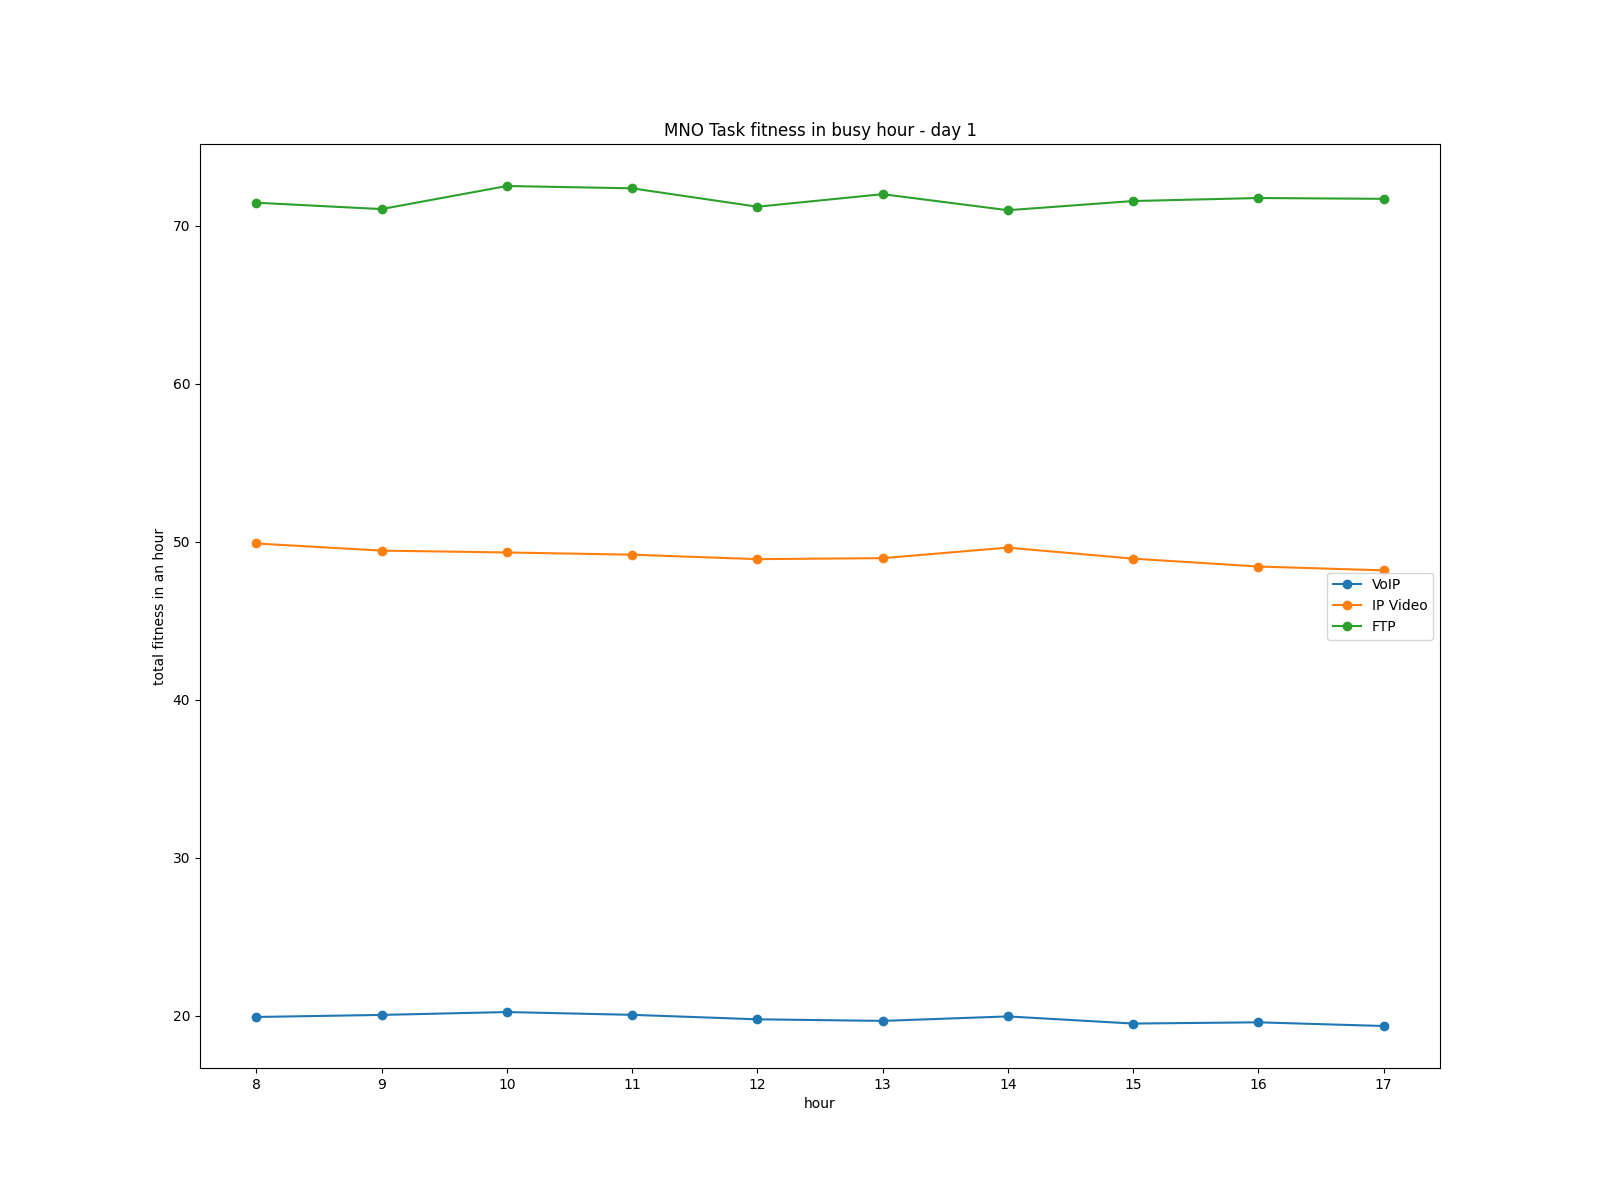 MNO Task fitness in busy hour - day 1
total fitness in an hour
70
60
50
40
30
20
VoIP
IP Video
FTP
8 9 10 11 12 13 14 15 16 17
hour